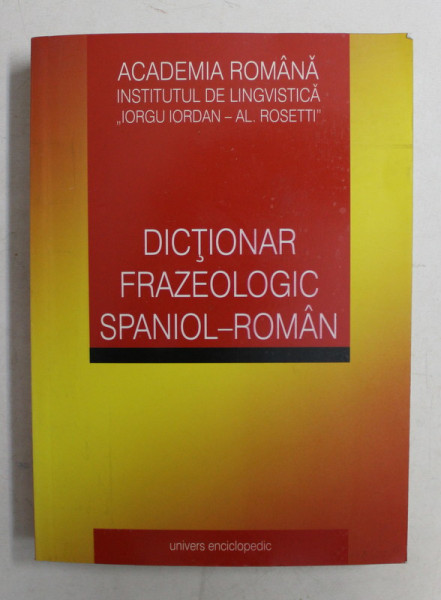 ACADEMIA ROMÂNĂ
INSTITUTUL DE LINGVISTICĂ
„IORGU IORDAN – AL. ROSETTI"
DICŢIONAR
FRAZEOLOGIC
SPANIOL–ROMÂN
univers enciclopedic